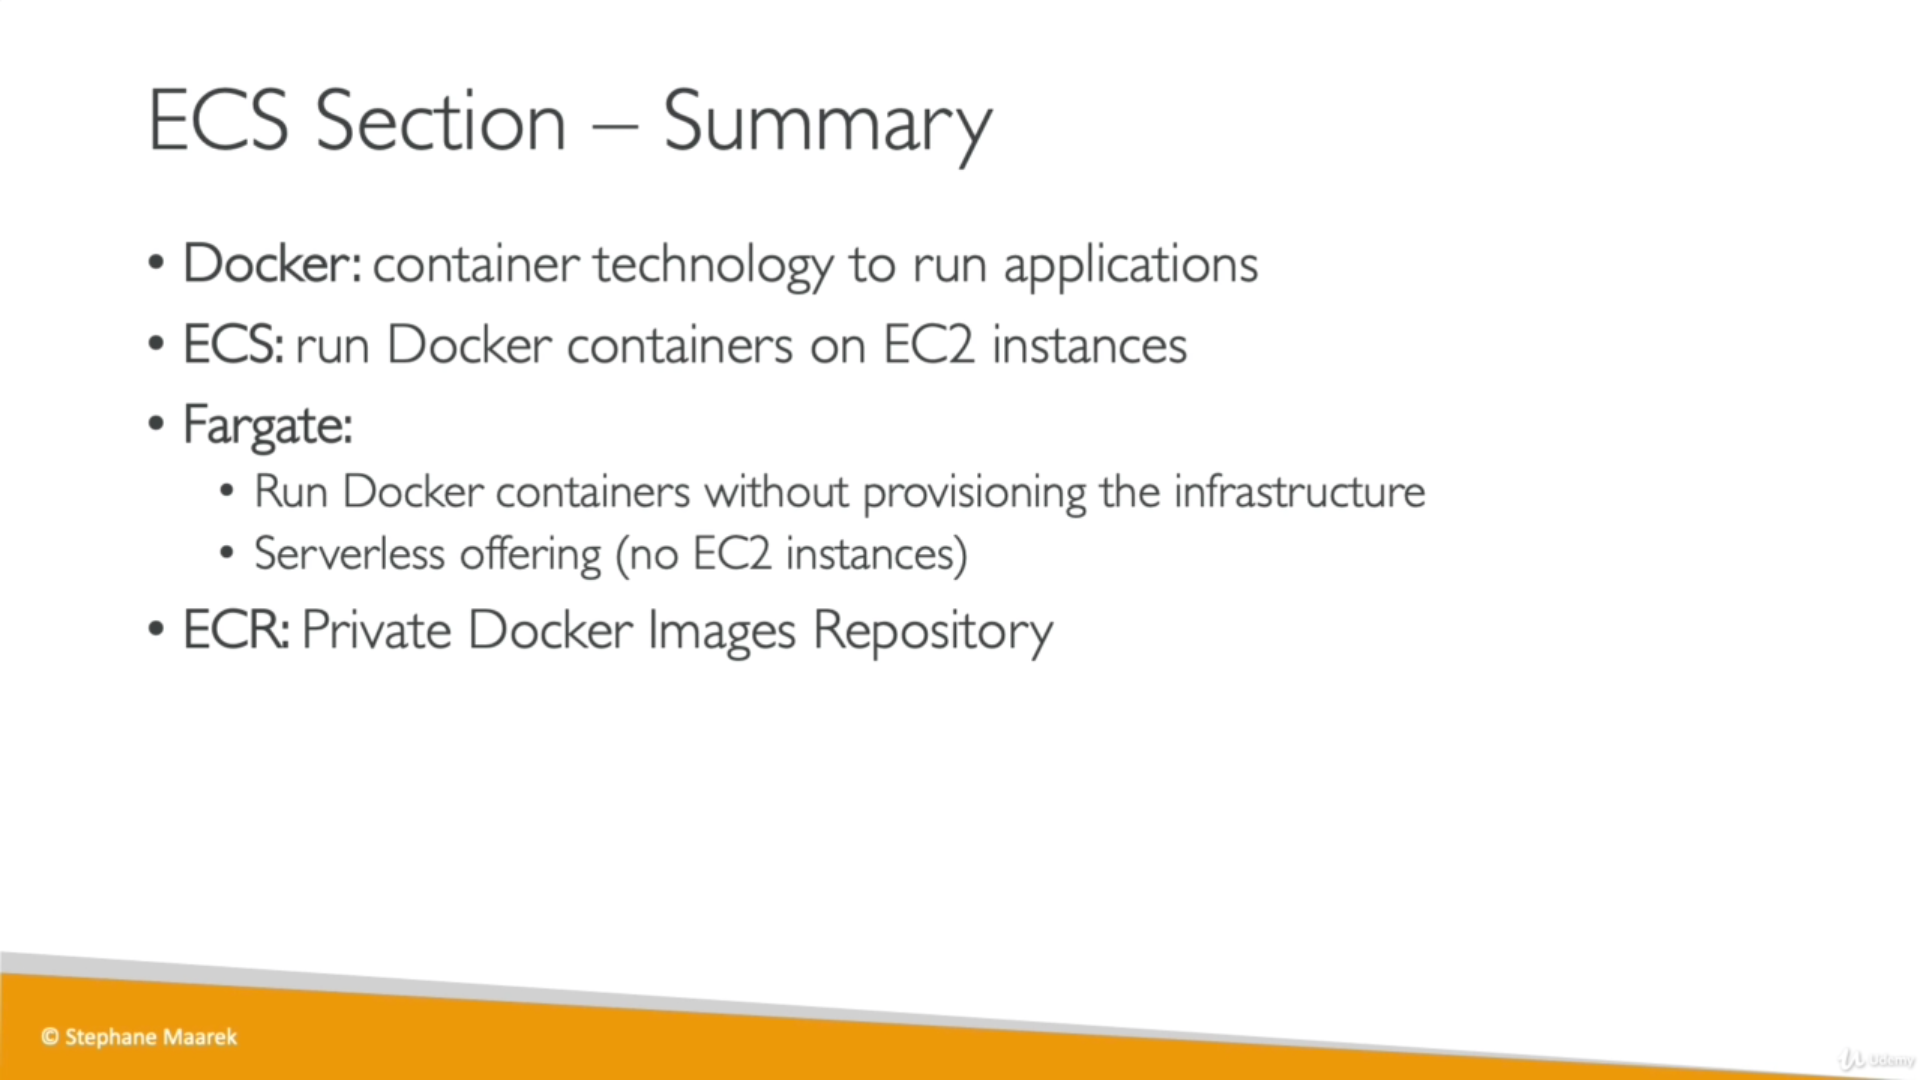 ECS Section – Summary
• Docker: container technology to run applications
• ECS: run Docker containers on EC2 instances
• Fargate:
• Run Docker containers without provisioning the infrastructure
• Serverless offering (no EC2 instances)
• ECR: Private Docker Images Repository
© Stephane Maarek
Udemy